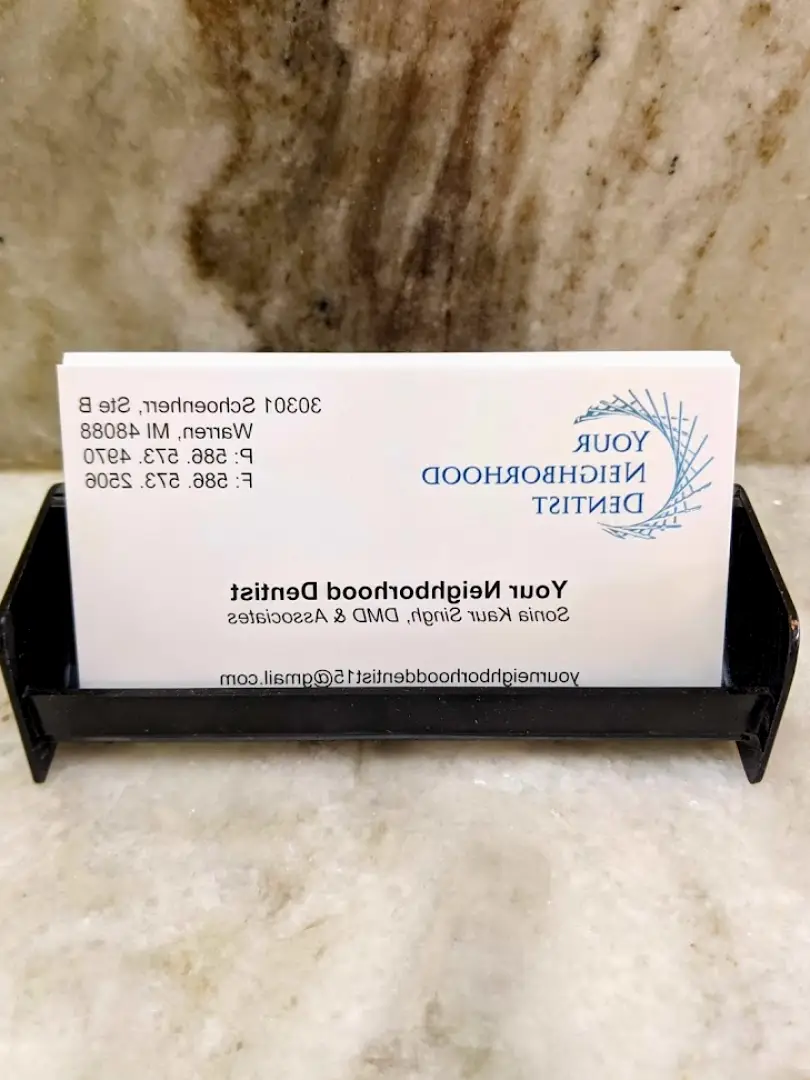 YOUR
NEIGHBORHOOD
DENTIST
30301 Schoenherr, Ste B
Warren, MI 48088
P: 586. 573. 4970
F: 586. 573. 2506
Your Neighborhood Dentist
Sonia Kaur Singh, DMD & Associates
yourneighborhooddentist15@gmail.com